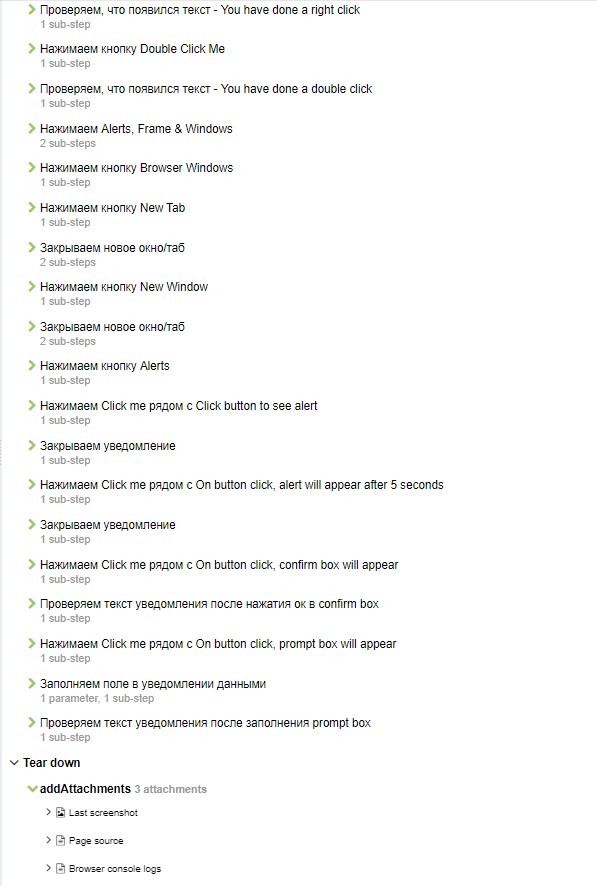 Проверяем, что появился текст - You have done a right click
1 sub-step
Нажимаем кнопку Double Click Me
1 sub-step
Проверяем, что появился текст - You have done a double click
1 sub-step
Нажимаем Alerts, Frame & Windows
2 sub-steps
Нажимаем кнопку Browser Windows
1 sub-step
Нажимаем кнопку New Tab
1 sub-step
Закрываем новое окно/таб
2 sub-steps
Нажимаем кнопку New Window
1 sub-step
Закрываем новое окно/таб
2 sub-steps
Нажимаем кнопку Alerts
1 sub-step
Нажимаем Click me рядом с Click button to see alert
1 sub-step
Закрываем уведомление
1 sub-step
Нажимаем Click me рядом с On button click, alert will appear after 5 seconds
1 sub-step
Закрываем уведомление
1 sub-step
Нажимаем Click me рядом с On button click, confirm box will appear
1 sub-step
Проверяем текст уведомления после нажатия ок в confirm box
1 sub-step
Нажимаем Click me рядом с On button click, prompt box will appear
1 sub-step
Заполняем поле в уведомлении данными
1 parameter, 1 sub-step
Проверяем текст уведомления после заполнения prompt box
1 sub-step
Tear down
addAttachments 3 attachments
Last screenshot
Page source
Browser console logs